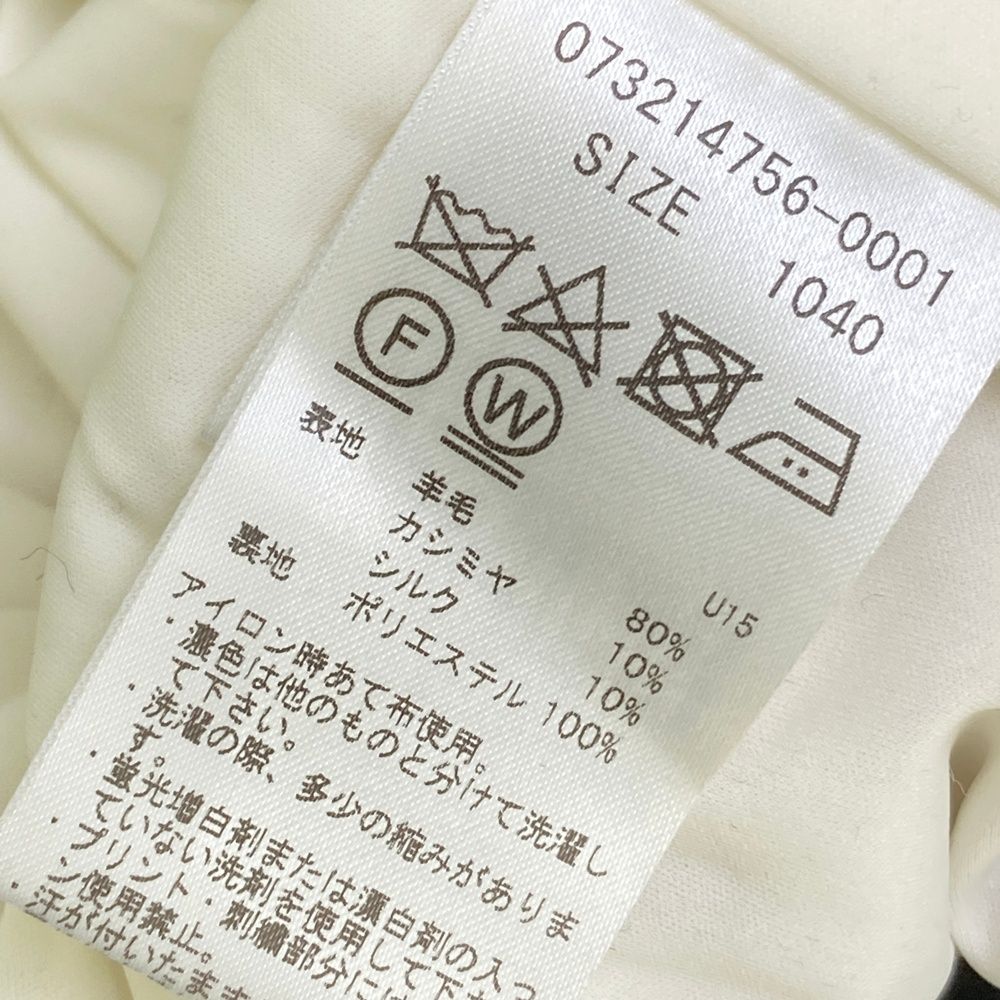 073214756-0001
SIZE 1040
F W
表地 U15
羊毛 80%
カシミヤ 10%
シルク 10%
裏地 ポリエステル 100%
アイロン時あて布使用。
・濃色は他のものと分けて洗濯し
て下さい。
・洗濯の際、多少の縮みがありま
す。
・蛍光増白剤または漂白剤の入っ
ていない洗剤を使用して下
・プリント・刺繍部分には
ン使用禁止。
・汗が付いたまま